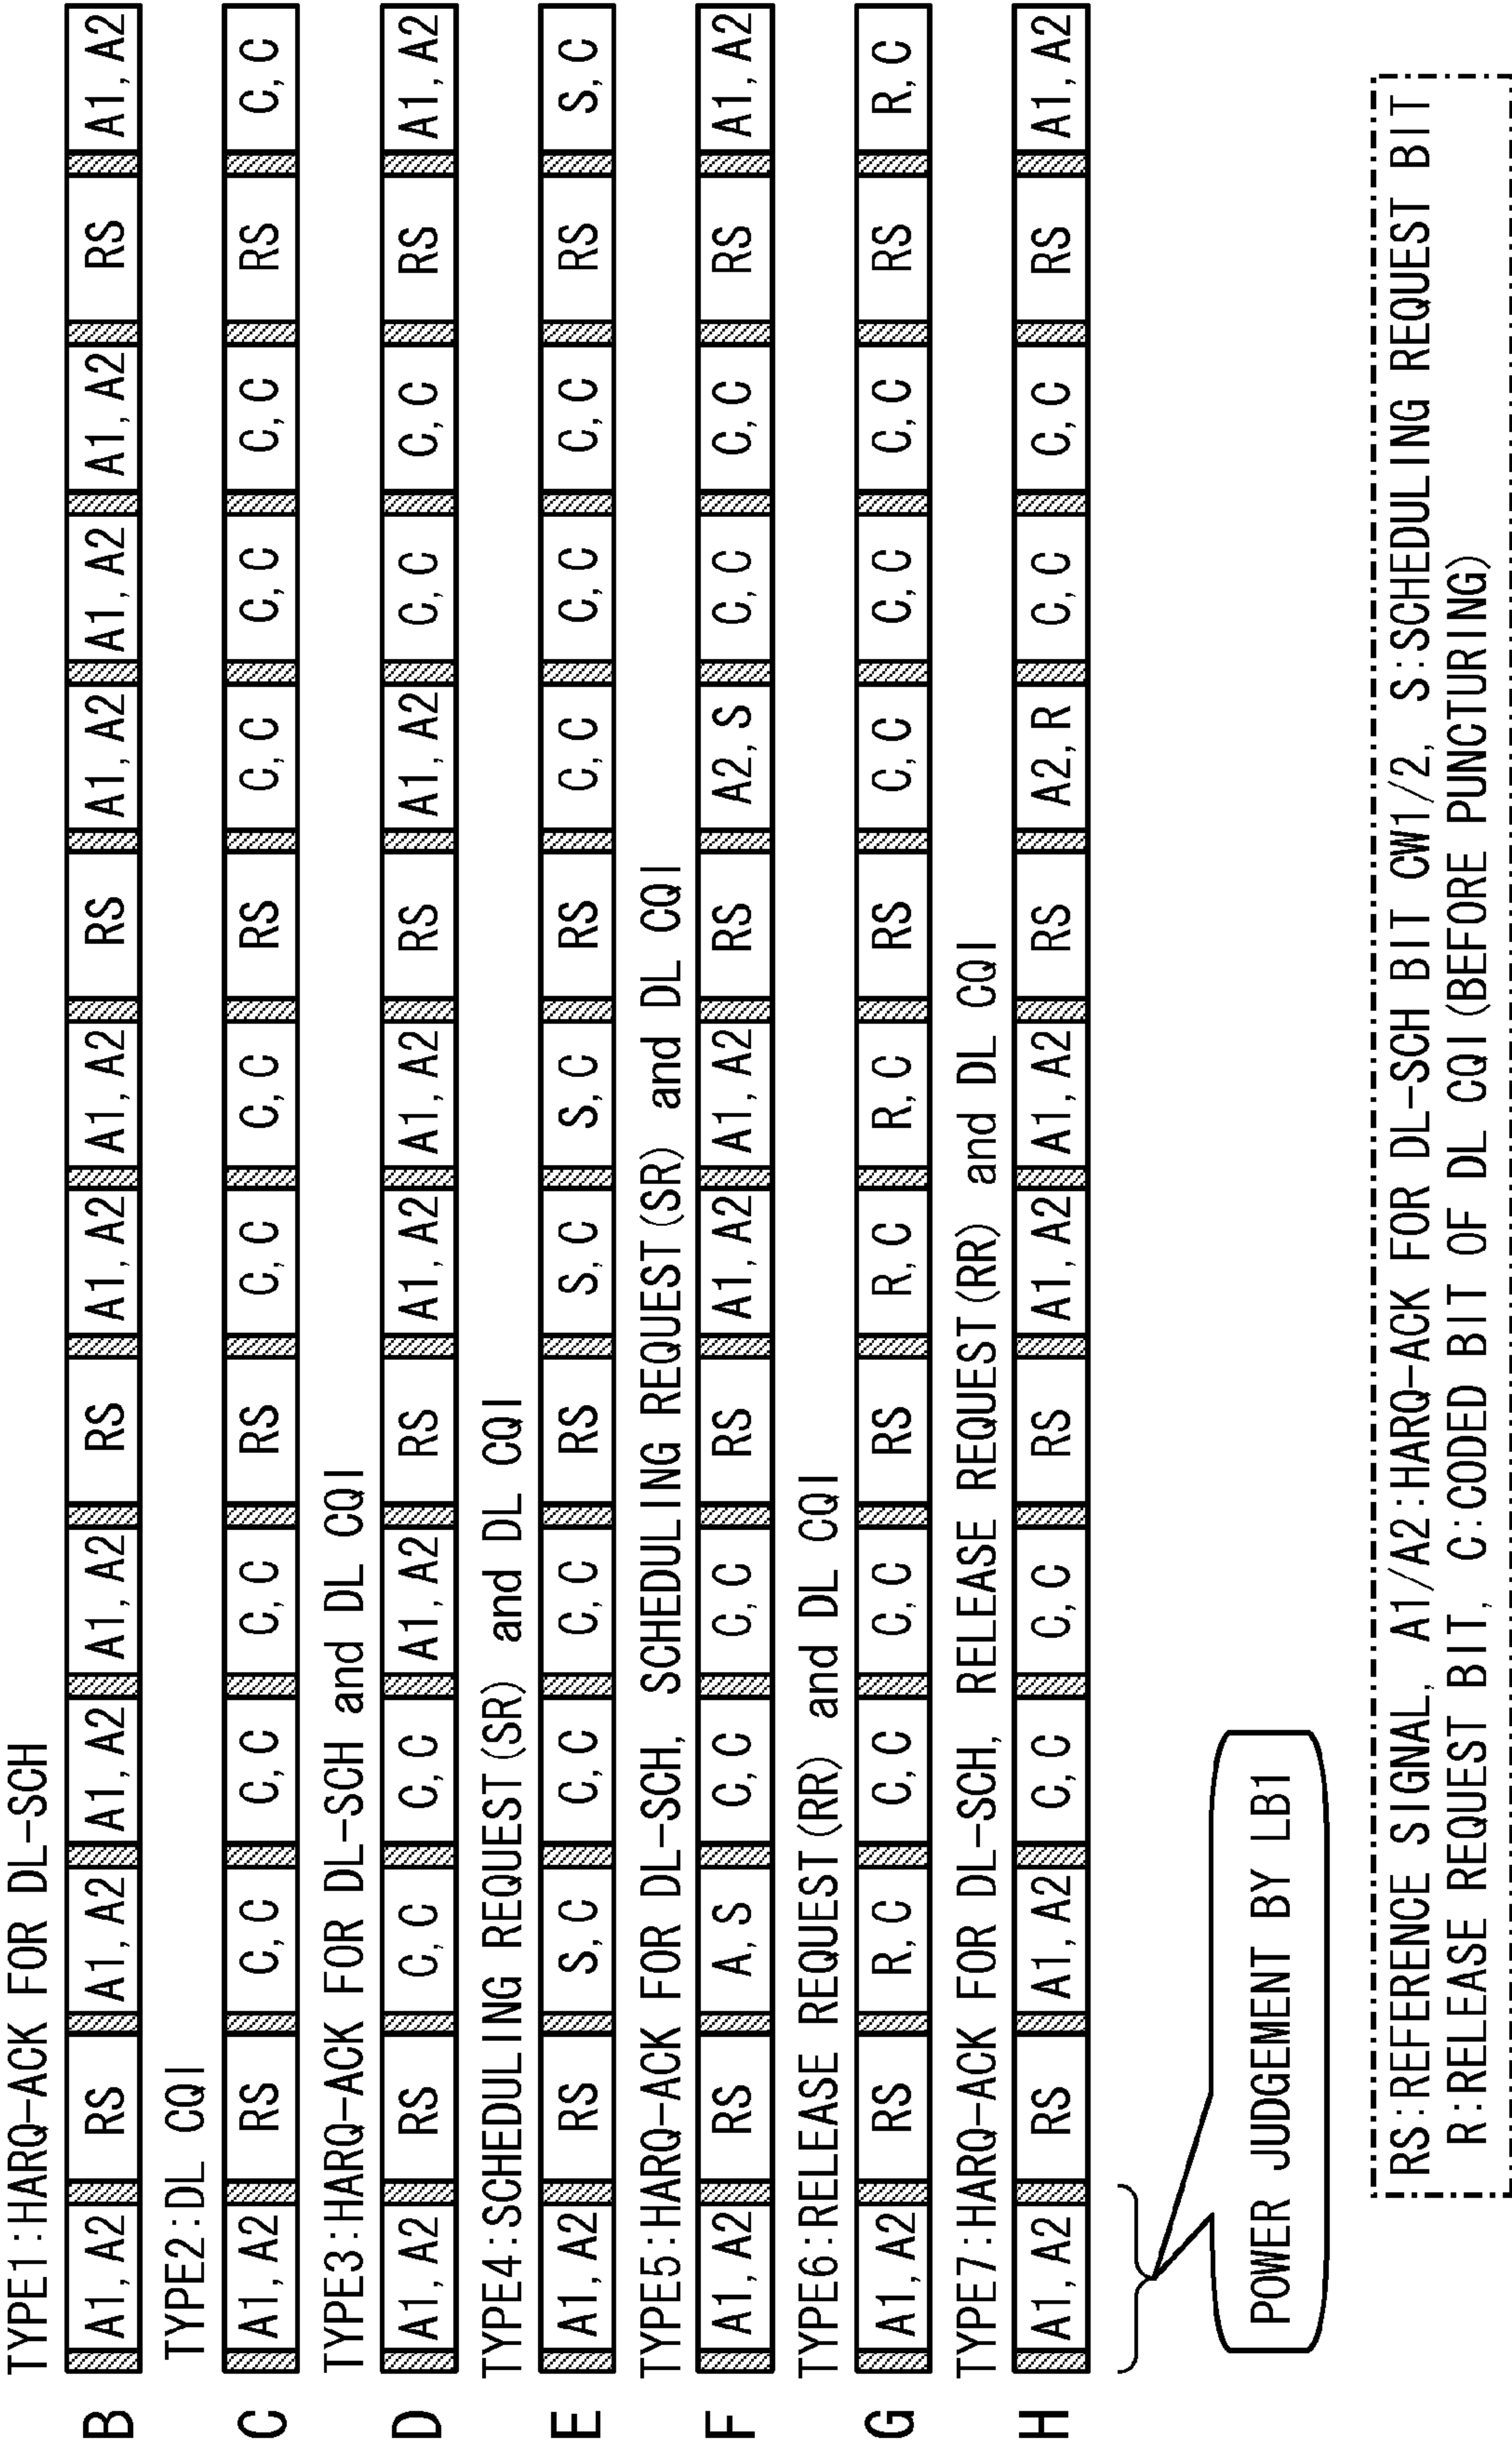 TYPE1:HARQ-ACK FOR DL-SCH
B A1, A2 RS A1, A2 A1, A2 A1, A2 RS A1, A2 A1, A2 RS A1, A2 A1, A2 A1, A2 RS A1, A2
TYPE2:DL CQI
C A1, A2 RS C, C C, C C, C RS C, C C, C RS C, C C, C C, C RS C, C
TYPE3:HARQ-ACK FOR DL-SCH and DL CQI
D A1, A2 RS C, C C, C A1, A2 RS A1, A2 A1, A2 RS A1, A2 C, C C, C RS A1, A2
TYPE4:SCHEDULING REQUEST(SR) and DL CQI
E A1, A2 RS S, C C, C C, C RS S, C S, C RS C, C C, C C, C RS S, C
TYPE5:HARQ-ACK FOR DL-SCH, SCHEDULING REQUEST(SR) and DL CQI
F A1, A2 RS A, S C, C C, C RS A1, A2 A1, A2 RS A2, S C, C C, C RS A1, A2
TYPE6:RELEASE REQUEST(RR) and DL CQI
G A1, A2 RS R, C C, C C, C RS R, C R, C RS C, C C, C C, C RS R, C
TYPE7:HARQ-ACK FOR DL-SCH, RELEASE REQUEST(RR) and DL CQI
H A1, A2 RS A1, A2 C, C C, C RS A1, A2 A1, A2 RS A2, R C, C C, C RS A1, A2
POWER JUDGEMENT BY LB1
RS:REFERENCE SIGNAL, A1/A2:HARQ-ACK FOR DL-SCH BIT CW1/2, S:SCHEDULING REQUEST BIT
R:RELEASE REQUEST BIT, C:CODED BIT OF DL CQI(BEFORE PUNCTURING)